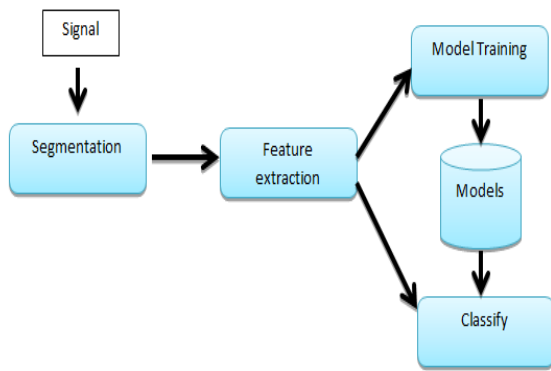 Signal
Segmentation
Feature
extraction
Model Training
Models
Classify